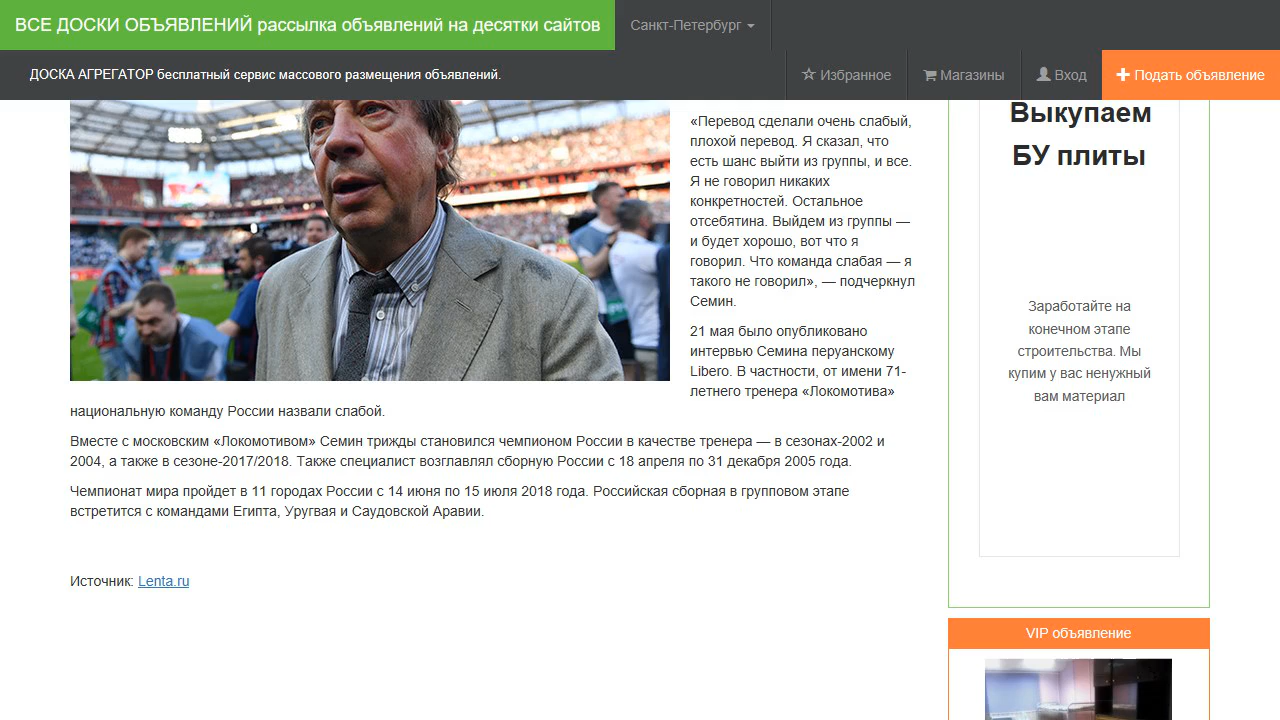 ВСЕ ДОСКИ ОБЪЯВЛЕНИЙ рассылка объявлений на десятки сайтов
Санкт-Петербург
ДОСКА АГРЕГАТОР бесплатный сервис массового размещения объявлений.
Избранное
Магазины
Вход
Подать объявление
«Перевод сделали очень слабый,
плохой перевод. Я сказал, что
есть шанс выйти из группы, и все.
Я не говорил никаких
конкретностей. Остальное
отсебятина. Выйдем из группы —
и будет хорошо, вот что я
говорил. Что команда слабая — я
такого не говорил», — подчеркнул
Семин.
21 мая было опубликовано
интервью Семина перуанскому
Libero. В частности, от имени 71-
летнего тренера «Локомотива»
национальную команду России назвали слабой.
Вместе с московским «Локомотивом» Семин трижды становился чемпионом России в качестве тренера — в сезонах-2002 и
2004, а также в сезоне-2017/2018. Также специалист возглавлял сборную России с 18 апреля по 31 декабря 2005 года.
Чемпионат мира пройдет в 11 городах России с 14 июня по 15 июля 2018 года. Российская сборная в групповом этапе
встретится с командами Египта, Уругвая и Саудовской Аравии.
Источник: Lenta.ru
Выкупаем
БУ плиты
Заработайте на
конечном этапе
строительства. Мы
купим у вас ненужный
вам материал
VIP объявление